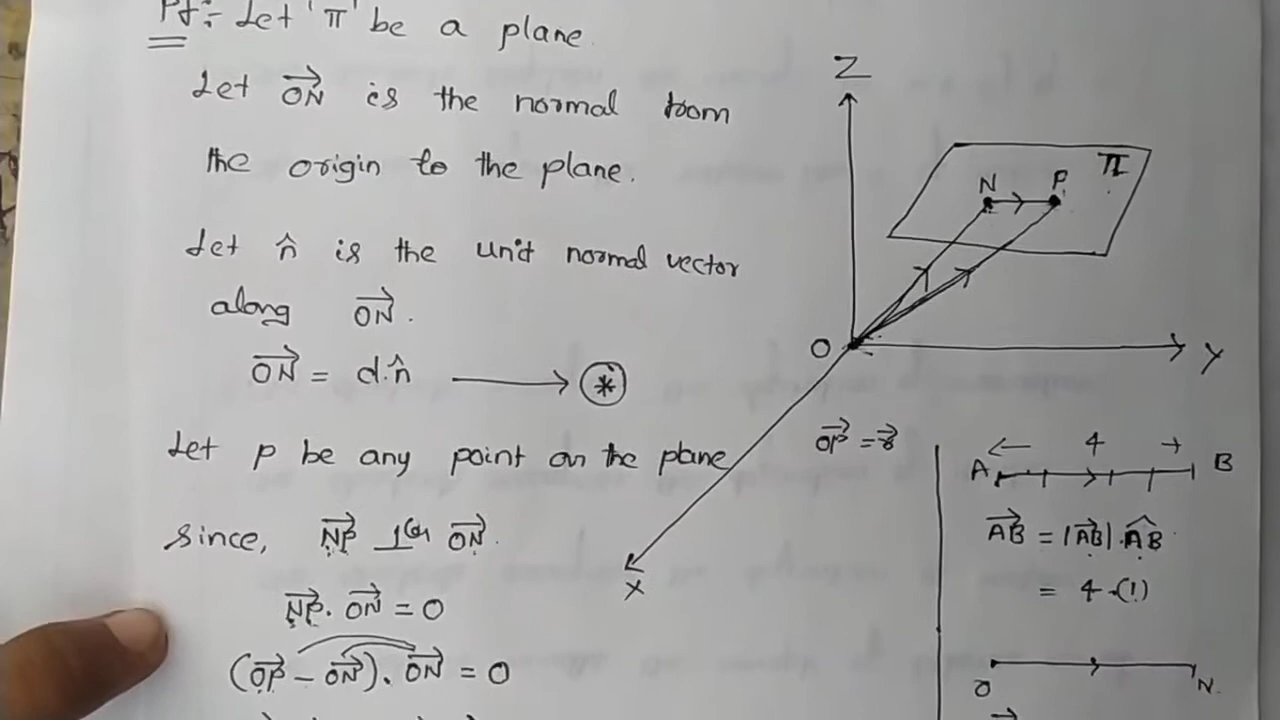 Pf:- Let 'π' be a plane.
Let ON⃗ is the normal from
the origin to the plane.
Let n̂ is the unit normal vector
along ON⃗.
ON⃗ = d.n̂ ⟶ (*)
Let p be any point on the plane
since, NP⃗ ⊥er ON⃗.
NP⃗. ON⃗ = 0
(OP⃗ - ON⃗). ON⃗ = 0
Z
N P π
O Y
X
OP⃗ = r⃗
← 4 →
A B
AB⃗ = |AB⃗|.AB̂
= 4.(1)
O N